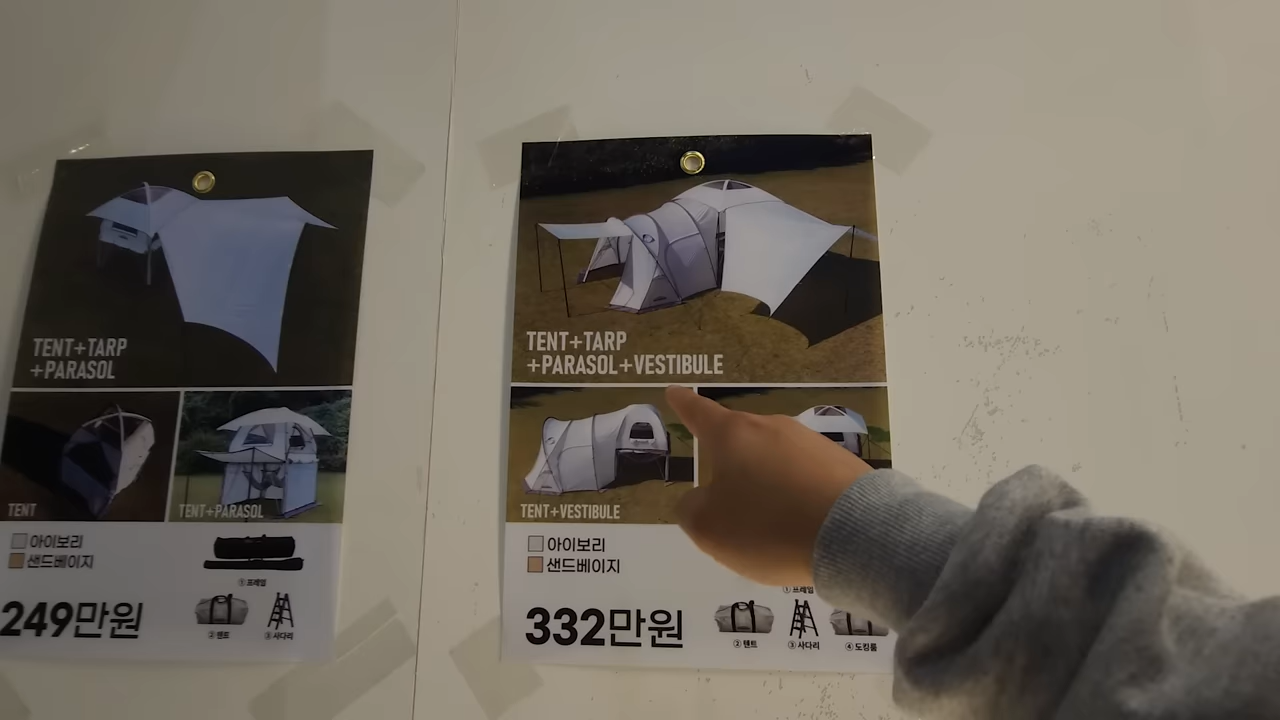 TENT+TARP
+PARASOL
TENT
TENT+PARASOL
아이보리
샌드베이지
①프레임
249만원
②텐트
③사다리
TENT+TARP
+PARASOL+VESTIBULE
TENT+VESTIBULE
아이보리
샌드베이지
①프레임
332만원
②텐트
③사다리
④도킹룸